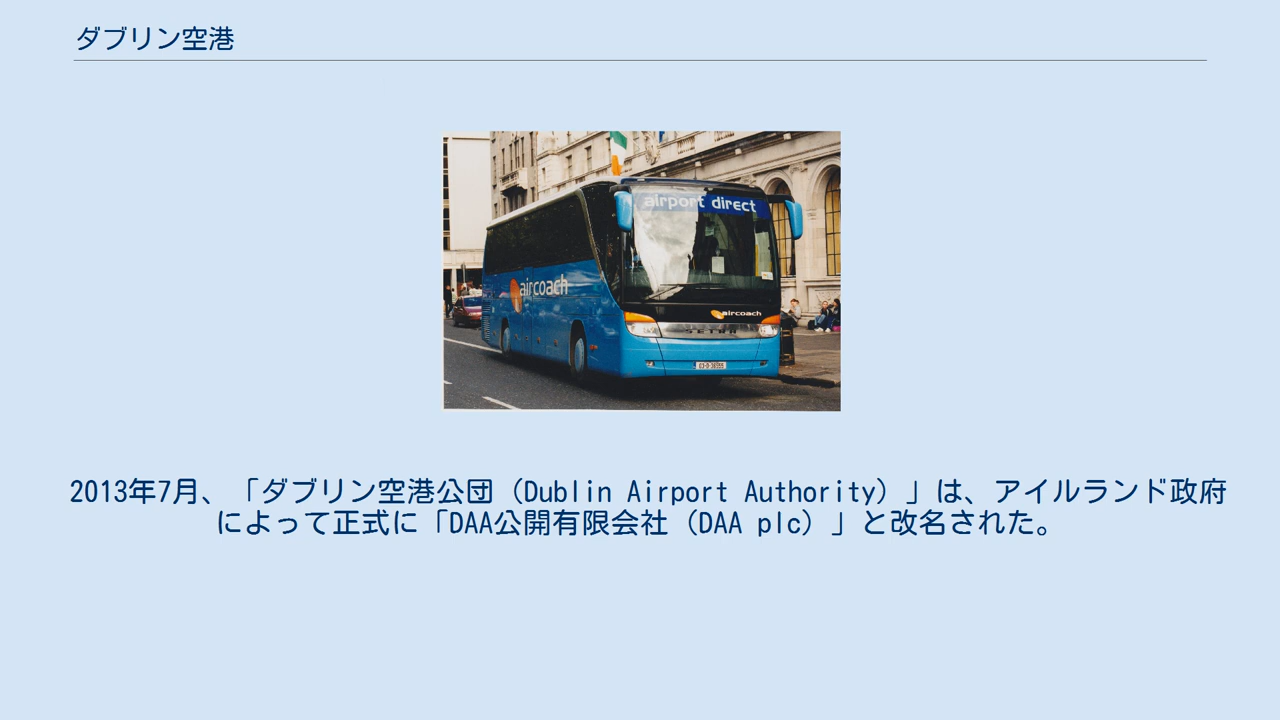 ダブリン空港
airport direct
aircoach
aircoach
SETRA
2013年7月、「ダブリン空港公団（Dublin Airport Authority）」は、アイルランド政府
によって正式に「DAA公開有限会社（DAA plc）」と改名された。